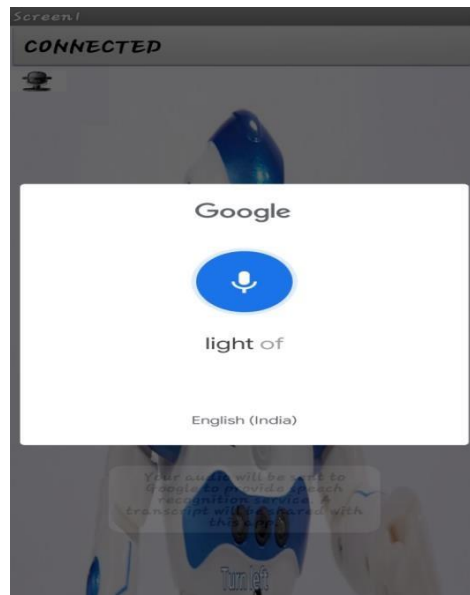 Screen1
CONNECTED
Google
light of
English (India)
Your audio will be sent to
Google to provide speech
recognition service. A
transcript will be shared with
this app.
Turn left